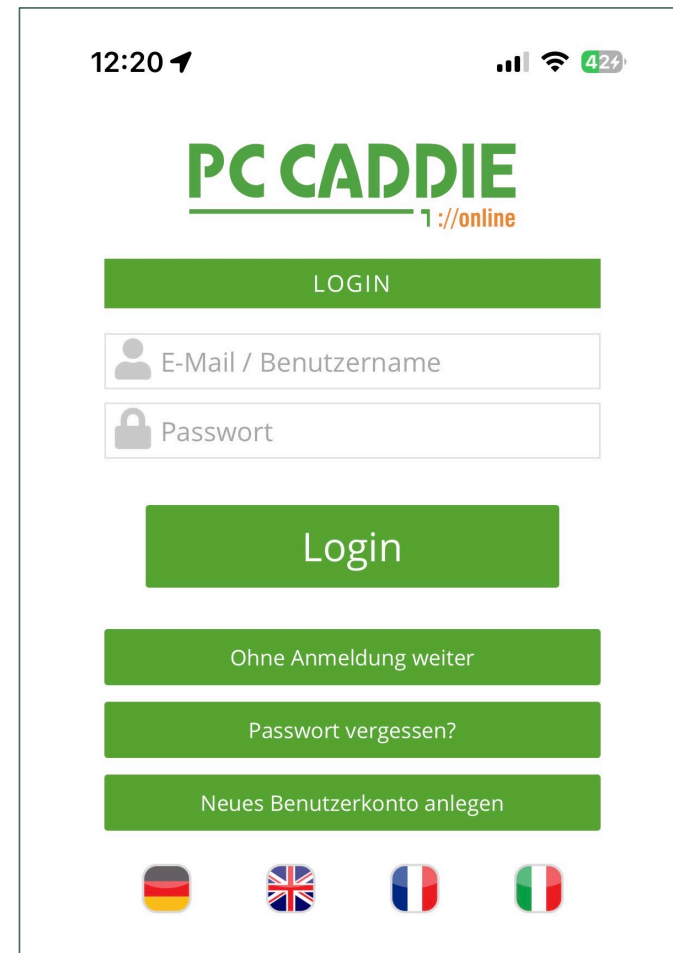 12:20
42
PC CADDIE
://online
LOGIN
E-Mail / Benutzername
Passwort
Login
Ohne Anmeldung weiter
Passwort vergessen?
Neues Benutzerkonto anlegen